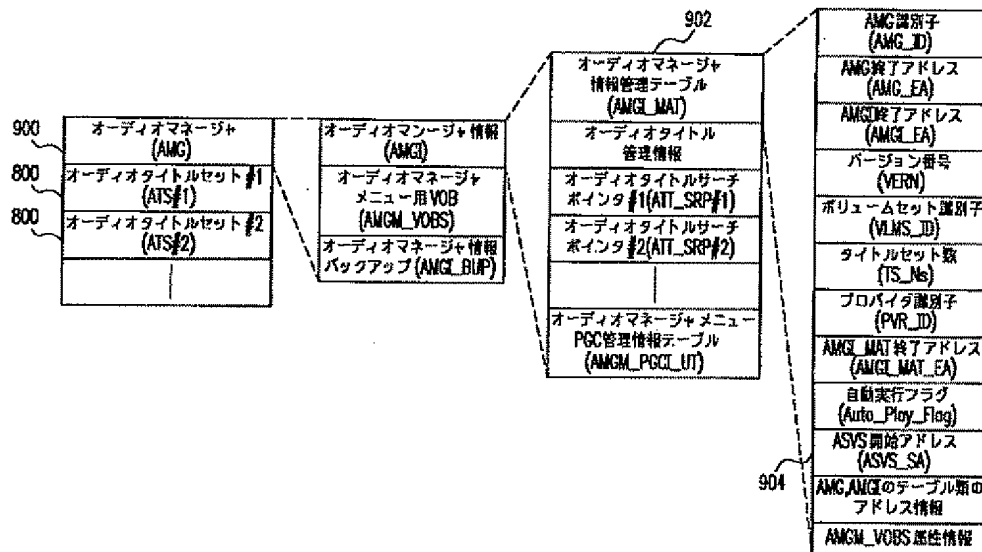 902
900
オーディオマネージャ
(AMG)
800
オーディオタイトルセット#1
(ATS#1)
800
オーディオタイトルセット#2
(ATS#2)
オーディオマンージャ情報
(AMGI)
オーディオマネージャ
メニュー用VOB
(AMGM_VOBS)
オーディオマネージャ情報
バックアップ(AMGI_BUP)
オーディオマネージャ
情報管理テーブル
(AMGI_MAT)
オーディオタイトル
管理情報
オーディオタイトルサーチ
ポインタ#1(ATT_SRP#1)
オーディオタイトルサーチ
ポインタ#2(ATT_SRP#2)
オーディオマネージャメニュー
PGC管理情報テーブル
(AMGM_PGCI_UT)
AMG識別子
(AMG_ID)
AMG終了アドレス
(AMG_EA)
AMGI終了アドレス
(AMGI_EA)
バージョン番号
(VERN)
ボリュームセット識別子
(VLMS_ID)
タイトルセット数
(TS_Ns)
プロバイダ識別子
(PVR_ID)
AMGI_MAT終了アドレス
(AMGI_MAT_EA)
自動実行フラグ
(Auto_Play_Flag)
ASVS開始アドレス
(ASVS_SA)
904
AMG,AMGIのテーブル類の
アドレス情報
AMGM_VOBS属性情報